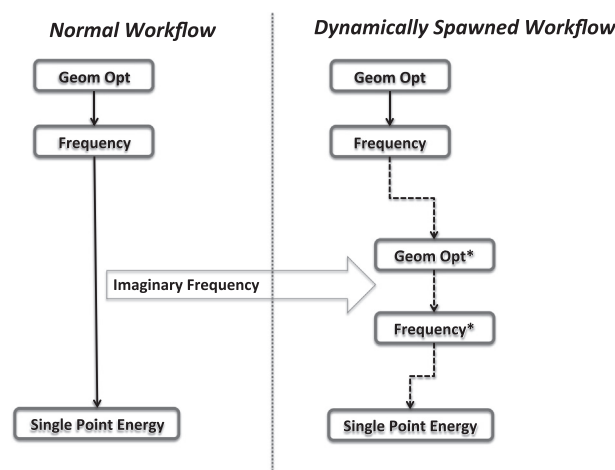 Normal Workflow
Geom Opt
Frequency
Single Point Energy
Imaginary Frequency
Dynamically Spawned Workflow
Geom Opt
Frequency
Geom Opt*
Frequency*
Single Point Energy